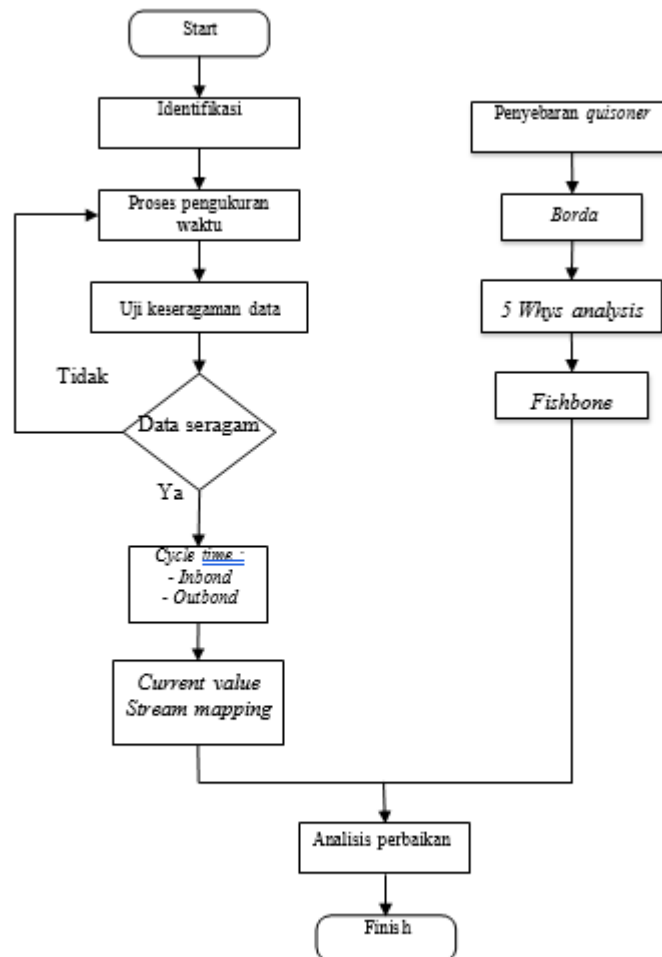 Start
Identifikasi
Proses pengukuran
waktu
Uji keseragaman data
Tidak
Data seragam
Ya
Cycle time :
- Inbond
- Outbond
Current value
Stream mapping
Penyebaran quisoner
Borda
5 Whys analysis
Fishbone
Analisis perbaikan
Finish